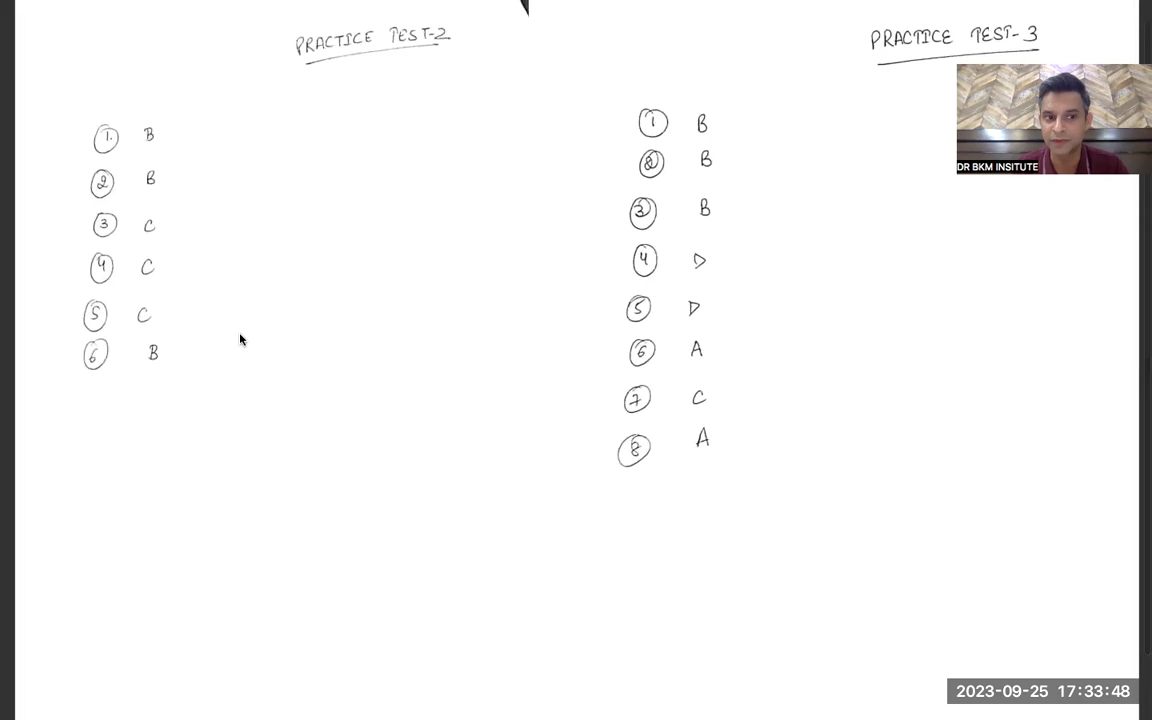 PRACTICE TEST-2
1. B
2 B
3 C
4 C
5 C
6 B
PRACTICE TEST-3
1 B
2 B
3 B
4 D
5 D
6 A
7 C
8 A
DR BKM INSITUTE
2023-09-25 17:33:48